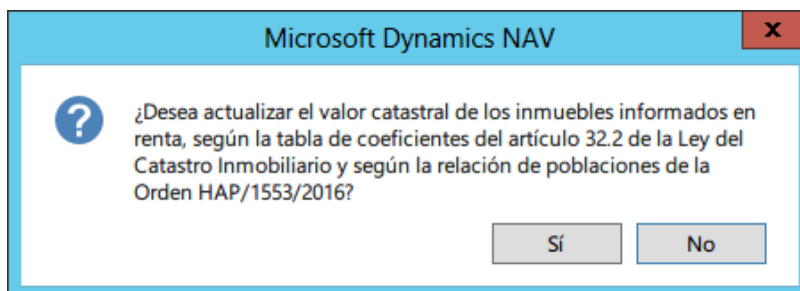 Microsoft Dynamics NAV
x
?
¿Desea actualizar el valor catastral de los inmuebles informados en
renta, según la tabla de coeficientes del artículo 32.2 de la Ley del
Catastro Inmobiliario y según la relación de poblaciones de la
Orden HAP/1553/2016?
Sí
No